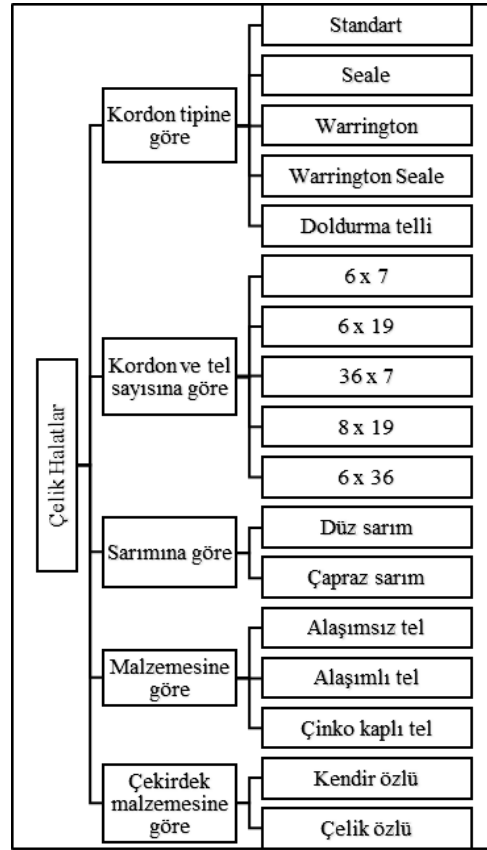 Çelik Halatlar
Kordon tipine
göre
Standart
Seale
Warrington
Warrington Seale
Doldurma telli
Kordon ve tel
sayısına göre
6 x 7
6 x 19
36 x 7
8 x 19
6 x 36
Sarımına göre
Düz sarım
Çapraz sarım
Malzemesine
göre
Alaşımsız tel
Alaşımlı tel
Çinko kaplı tel
Çekirdek
malzemesine
göre
Kendir özlü
Çelik özlü